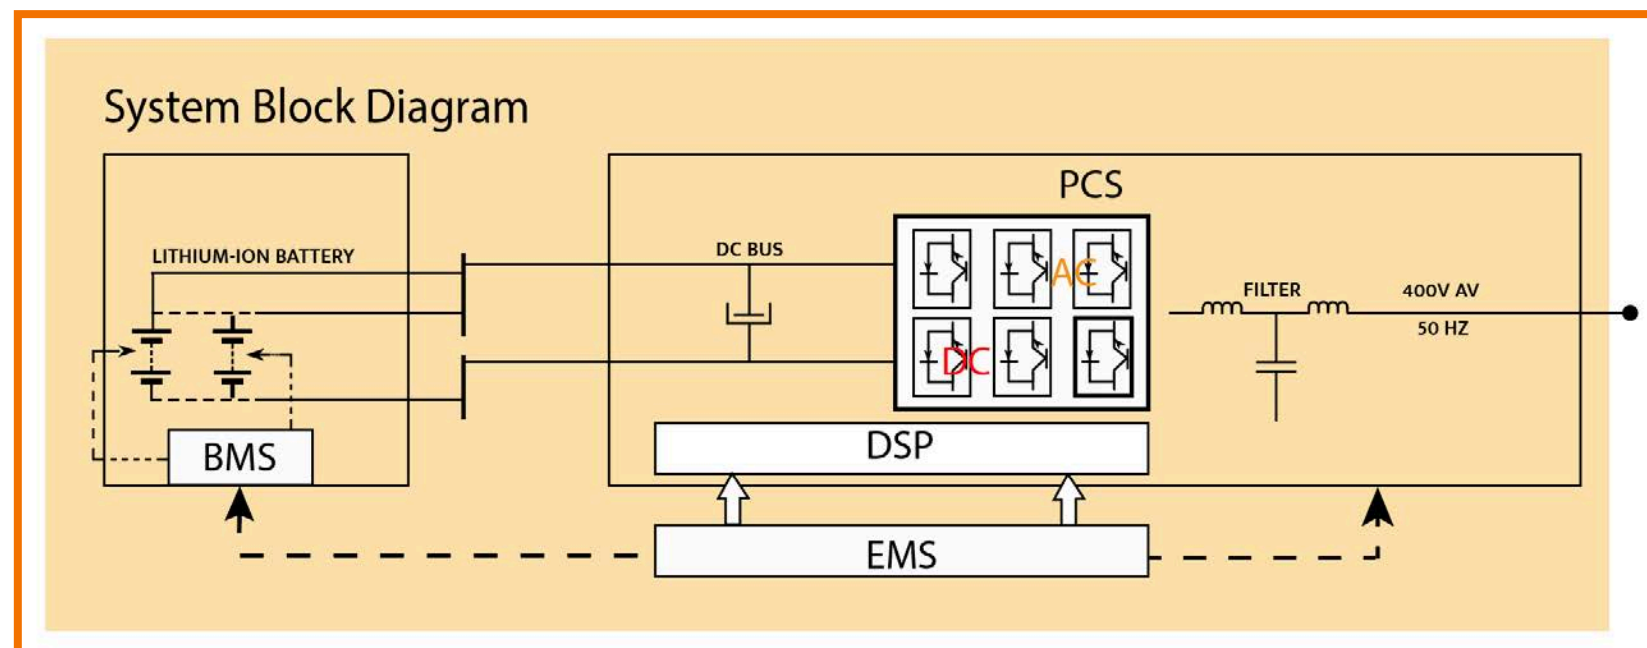 System Block Diagram
PCS
LITHIUM-ION BATTERY
DC BUS
AC
FILTER
400V AV
50 HZ
DC
DSP
BMS
EMS